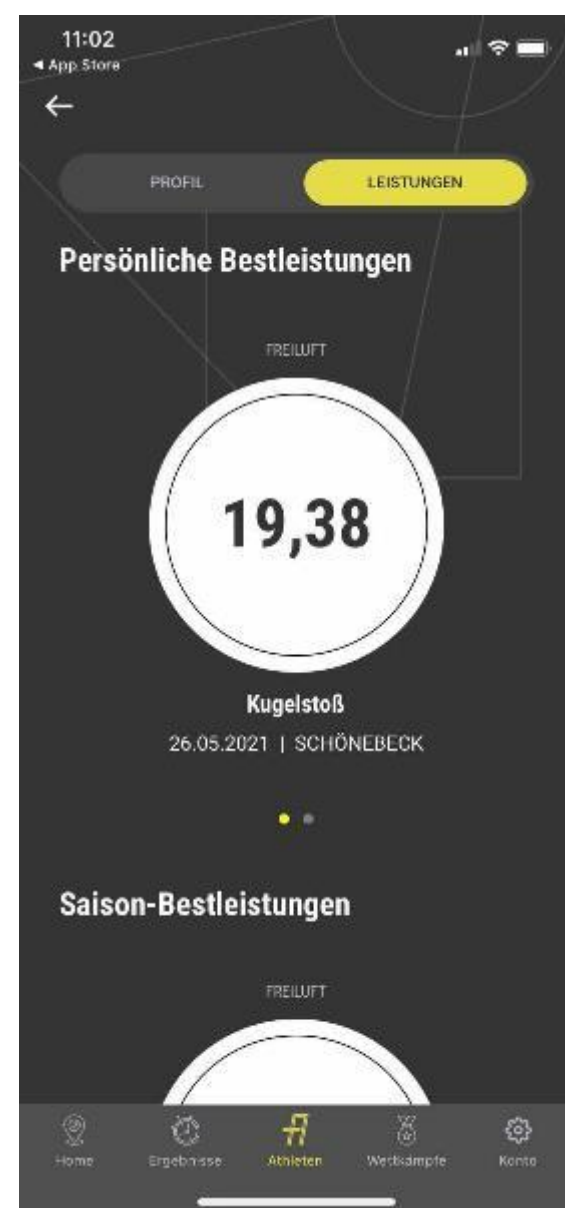 11:02
◄ App Store
PROFIL LEISTUNGEN
Persönliche Bestleistungen
FREILUFT
19,38
Kugelstoß
26.05.2021 | SCHÖNEBECK
Saison-Bestleistungen
FREILUFT
Home Ergebnisse Athleten Wettkämpfe Konto